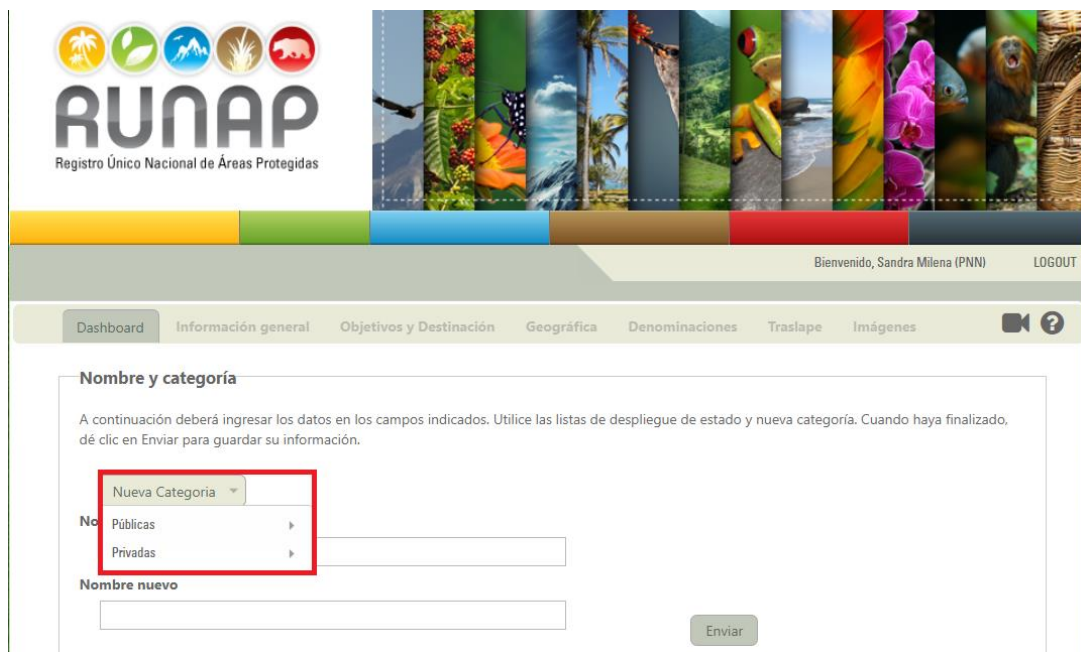 RUNAP
Registro Único Nacional de Áreas Protegidas
Bienvenido, Sandra Milena (PNN) LOGOUT
Dashboard Información general Objetivos y Destinación Geográfica Denominaciones Traslape Imágenes
Nombre y categoría
A continuación deberá ingresar los datos en los campos indicados. Utilice las listas de despliegue de estado y nueva categoría. Cuando haya finalizado,
dé clic en Enviar para guardar su información.
Nueva Categoria
No
Públicas
Privadas
Nombre nuevo
Enviar